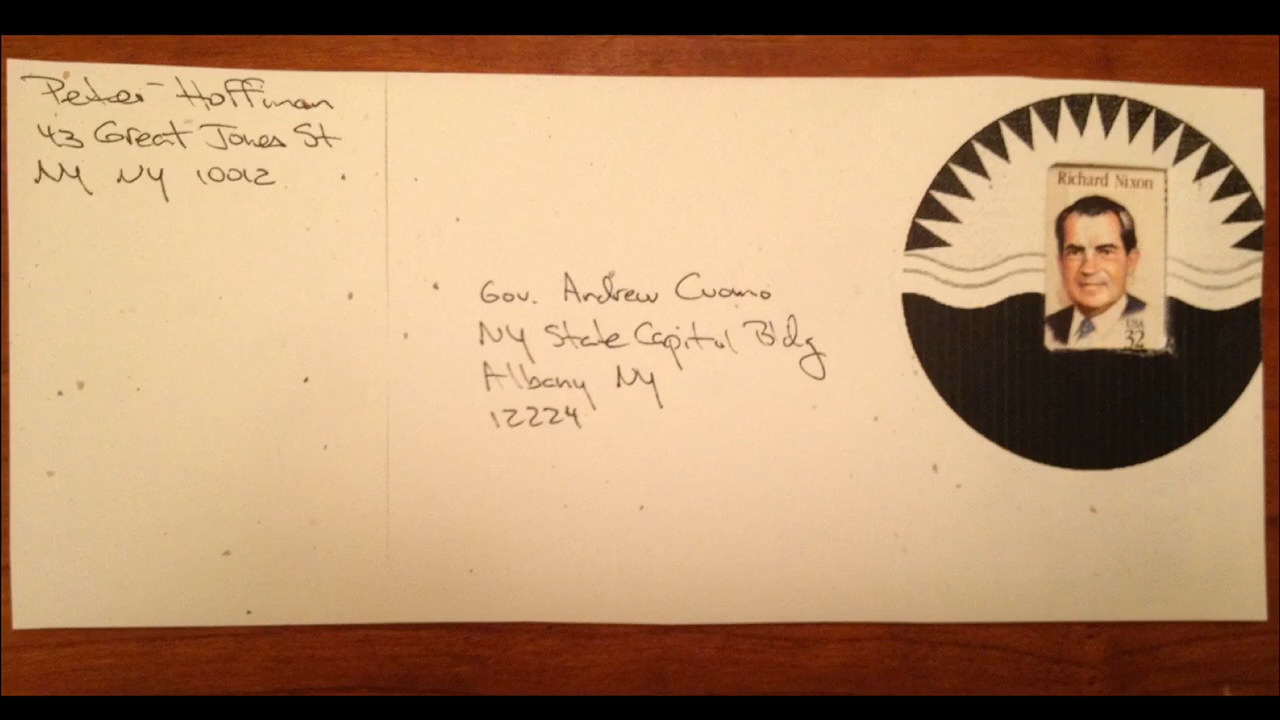 Peter Hoffman
43 Great Jones St
NY NY 10012
Gov. Andrew Cuomo
NY State Capitol Bldg
Albany NY
12224
Richard Nixon
USA
32